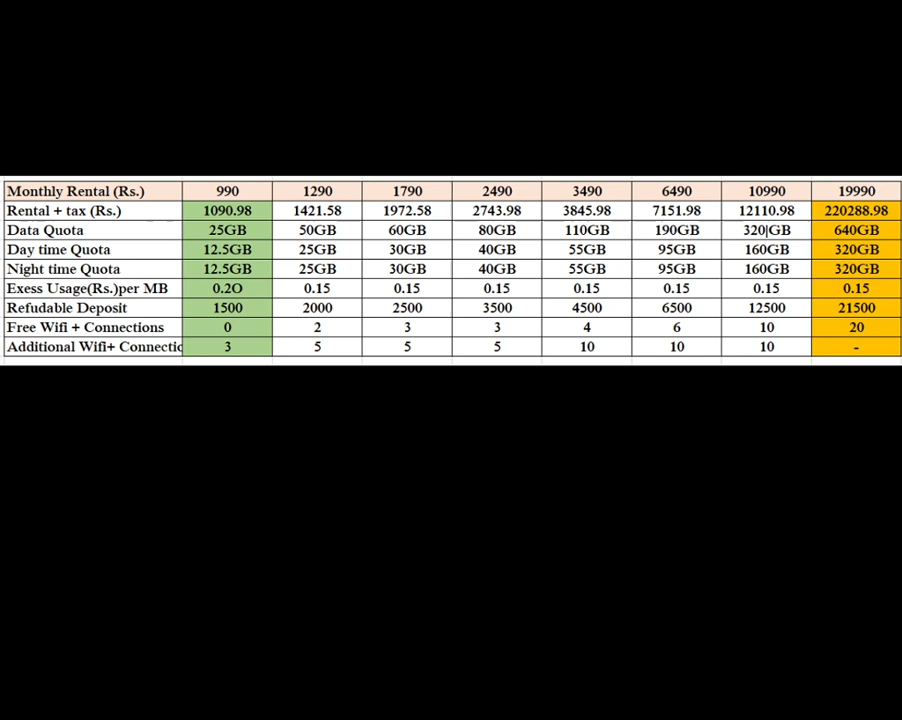 Monthly Rental (Rs.) 990 1290 1790 2490 3490 6490 10990 19990
Rental + tax (Rs.) 1090.98 1421.58 1972.58 2743.98 3845.98 7151.98 12110.98 220288.98
Data Quota 25GB 50GB 60GB 80GB 110GB 190GB 320|GB 640GB
Day time Quota 12.5GB 25GB 30GB 40GB 55GB 95GB 160GB 320GB
Night time Quota 12.5GB 25GB 30GB 40GB 55GB 95GB 160GB 320GB
Exess Usage(Rs.)per MB 0.2O 0.15 0.15 0.15 0.15 0.15 0.15 0.15
Refudable Deposit 1500 2000 2500 3500 4500 6500 12500 21500
Free Wifi + Connections 0 2 3 3 4 6 10 20
Additional Wifi+ Connectio 3 5 5 5 10 10 10 -